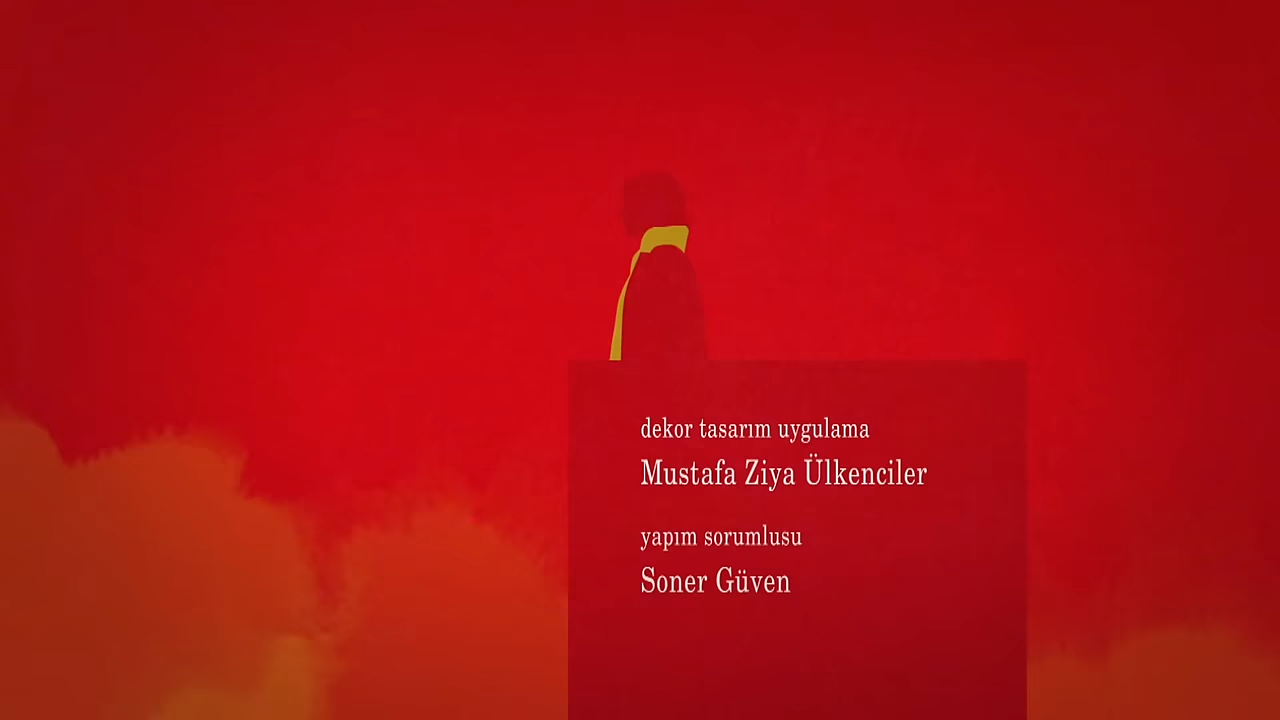 dekor tasarım uygulama
Mustafa Ziya Ülkenciler
yapım sorumlusu
Soner Güven